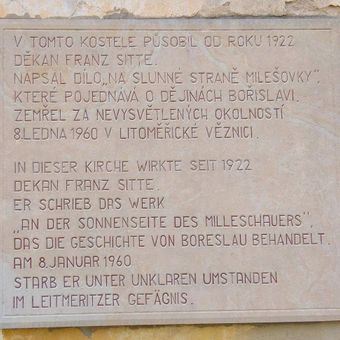 V TOMTO KOSTELE PŮSOBIL OD ROKU 1922
DĚKAN FRANZ SITTE.
NAPSAL DÍLO „NA SLUNNÉ STRANĚ MILEŠOVKY",
KTERÉ POJEDNÁVÁ O DĚJINÁCH BOŘISLAVI.
ZEMŘEL ZA NEVYSVĚTLENÝCH OKOLNOSTÍ
8.LEDNA 1960 V LITOMĚŘICKÉ VĚZNICI.
IN DIESER KIRCHE WIRKTE SEIT 1922
DEKAN FRANZ SITTE.
ER SCHRIEB DAS WERK
„AN DER SONNENSEITE DES MILLESCHAUERS",
DAS DIE GESCHICHTE VON BORESLAU BEHANDELT.
AM 8.JANUAR 1960
STARB ER UNTER UNKLAREN UMSTANDEN
IM LEITMERITZER GEFÄGNIS.